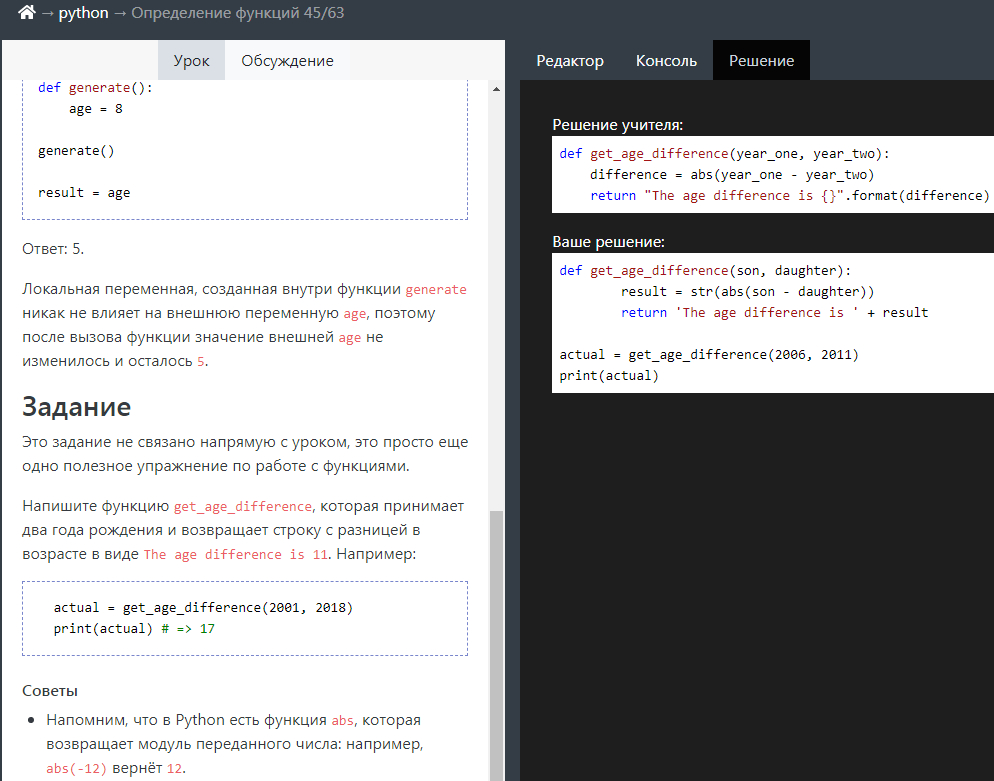 → python → Определение функций 45/63
Урок Обсуждение
def generate():
    age = 8
generate()
result = age
Ответ: 5.
Локальная переменная, созданная внутри функции generate
никак не влияет на внешнюю переменную age, поэтому
после вызова функции значение внешней age не
изменилось и осталось 5.
Задание
Это задание не связано напрямую с уроком, это просто еще
одно полезное упражнение по работе с функциями.
Напишите функцию get_age_difference, которая принимает
два года рождения и возвращает строку с разницей в
возрасте в виде The age difference is 11. Например:
actual = get_age_difference(2001, 2018)
print(actual) # => 17
Советы
• Напомним, что в Python есть функция abs, которая
возвращает модуль переданного числа: например,
abs(-12) вернёт 12.
Редактор Консоль Решение
Решение учителя:
def get_age_difference(year_one, year_two):
    difference = abs(year_one - year_two)
    return "The age difference is {}".format(difference)
Ваше решение:
def get_age_difference(son, daughter):
        result = str(abs(son - daughter))
        return 'The age difference is ' + result
actual = get_age_difference(2006, 2011)
print(actual)